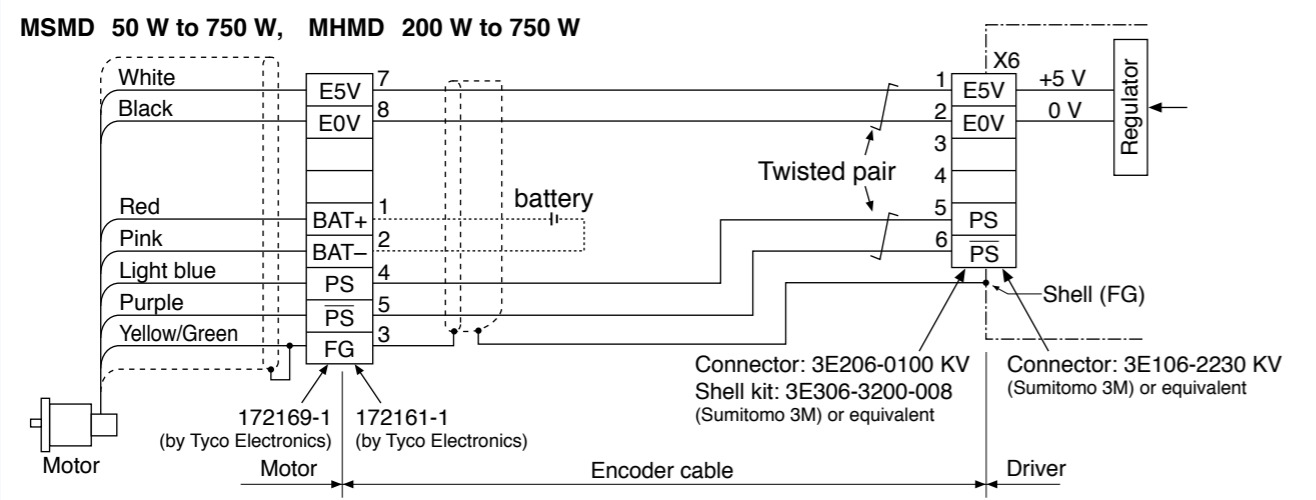 MSMD 50 W to 750 W, MHMD 200 W to 750 W
White
Black
Red
Pink
Light blue
Purple
Yellow/Green
E5V 7
E0V 8
BAT+ 1
BAT– 2
PS 4
P̅S̅ 5
FG 3
battery
Twisted pair
X6
1 E5V +5 V
2 E0V 0 V
3
4
5 PS
6 P̅S̅
Regulator
Shell (FG)
Connector: 3E206-0100 KV
Shell kit: 3E306-3200-008
(Sumitomo 3M) or equivalent
Connector: 3E106-2230 KV
(Sumitomo 3M) or equivalent
172169-1
(by Tyco Electronics)
172161-1
(by Tyco Electronics)
Motor
Motor
Encoder cable
Driver